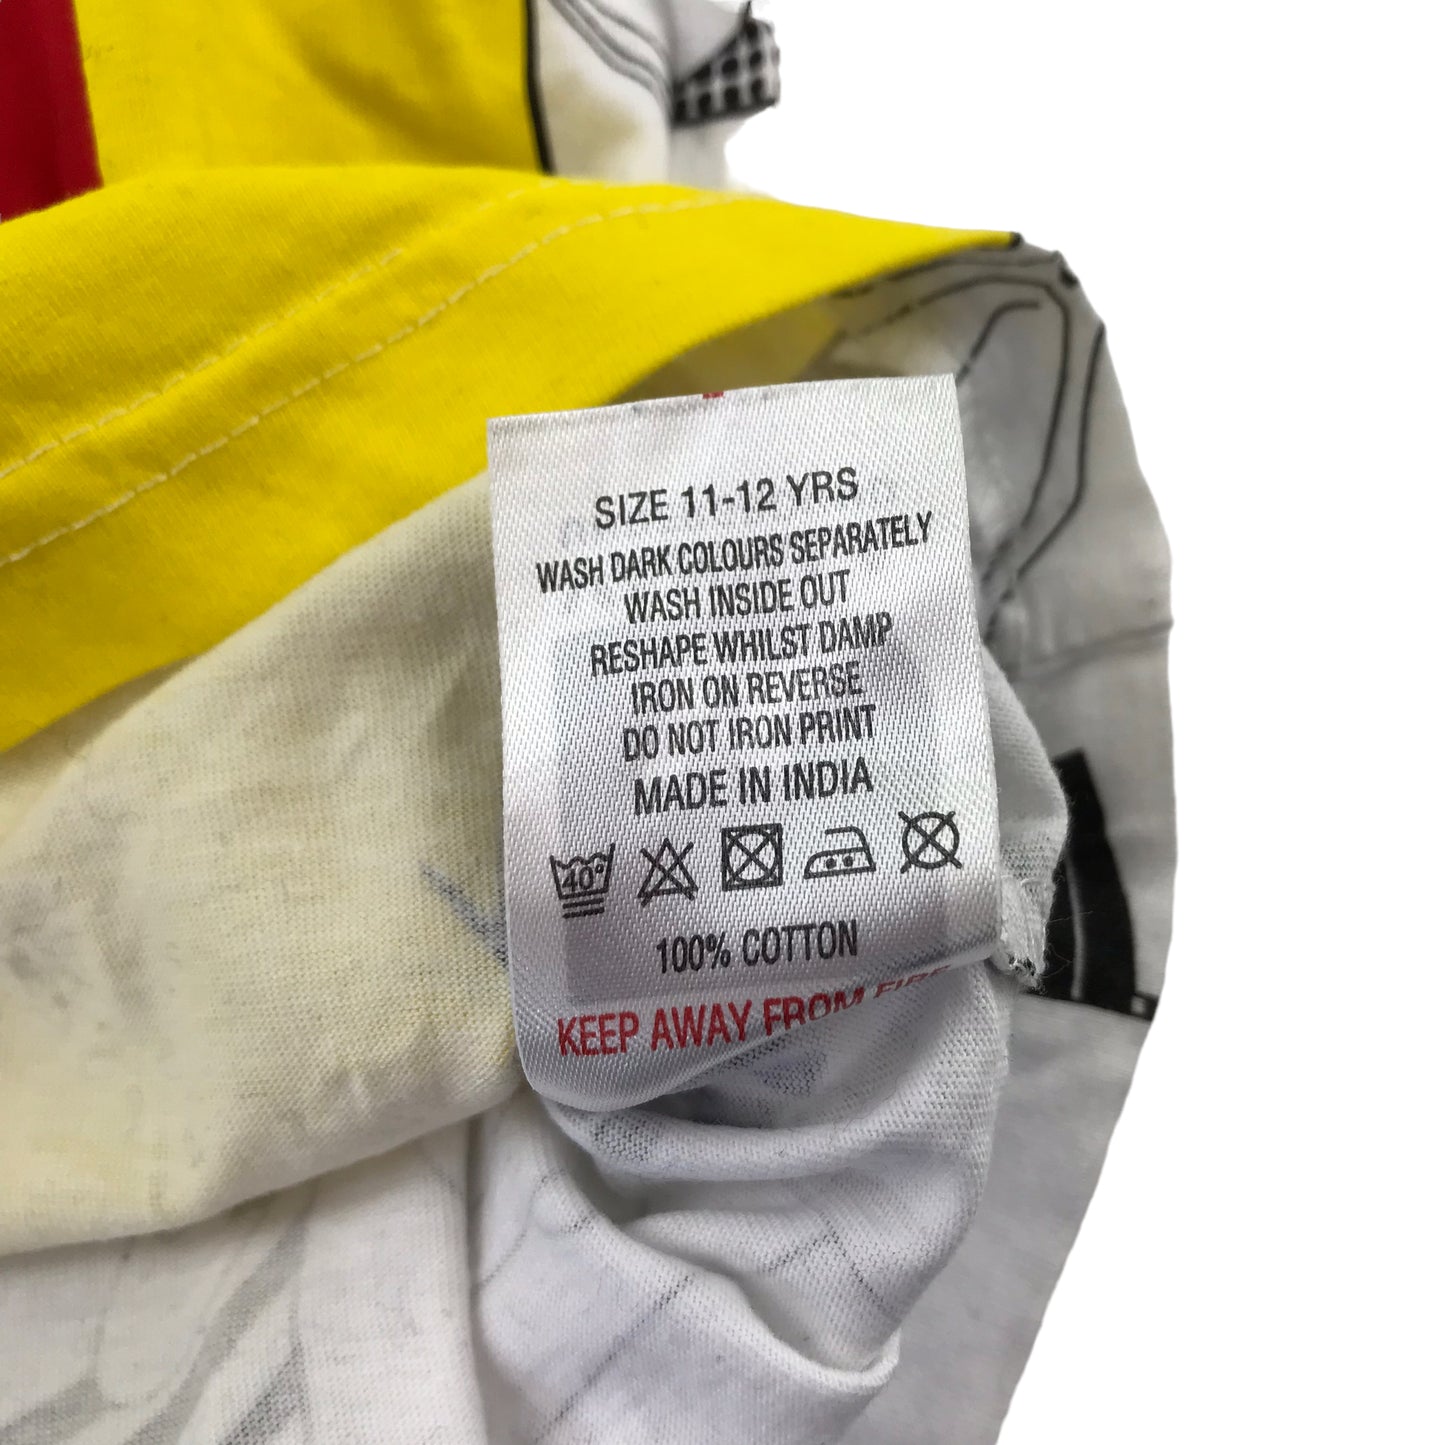 SIZE 11-12 YRS
WASH DARK COLOURS SEPARATELY
WASH INSIDE OUT
RESHAPE WHILST DAMP
IRON ON REVERSE
DO NOT IRON PRINT
MADE IN INDIA
40°
100% COTTON
KEEP AWAY FROM FIRE